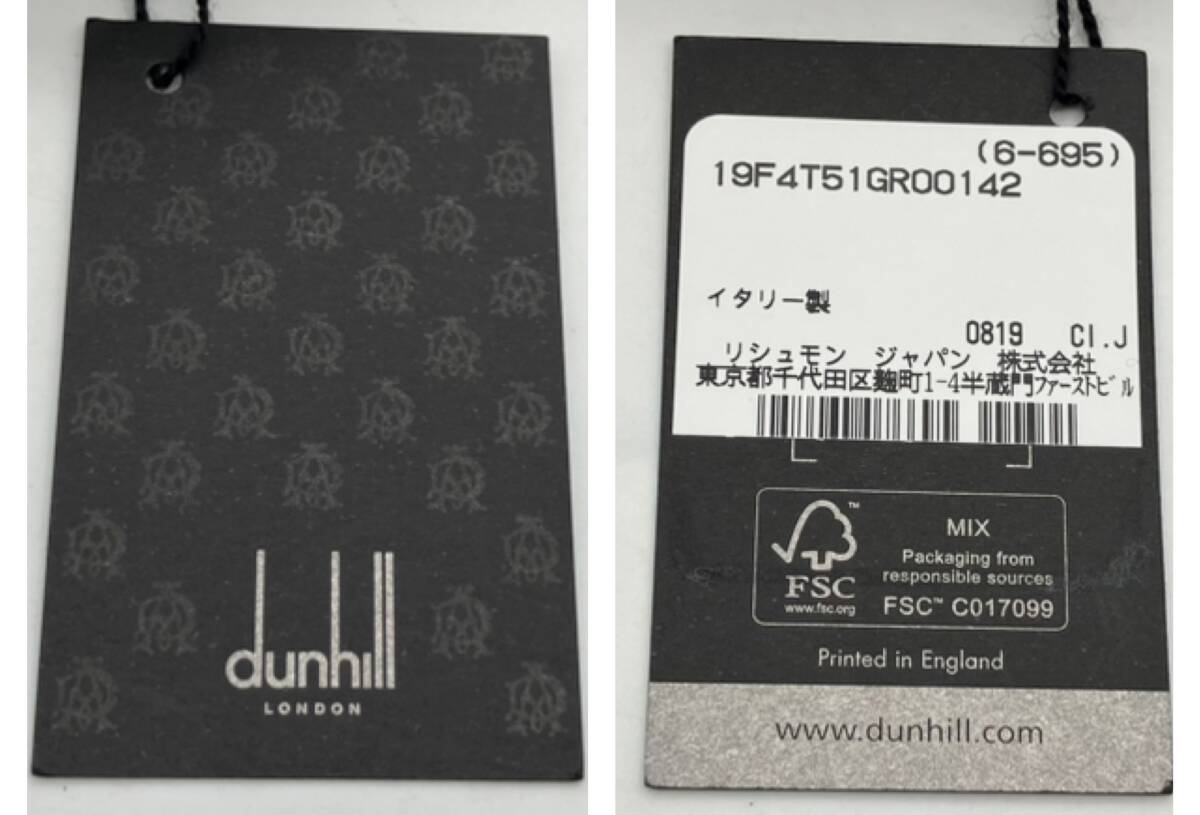 dunhill
LONDON
(6-695)
19F4T51GR00142
イタリー製
0819 CI.J
リシュモン ジャパン 株式会社
東京都千代田区麹町1-4半蔵門ファーストビル
FSC
www.fsc.org
MIX
Packaging from
responsible sources
FSC™ C017099
Printed in England
www.dunhill.com